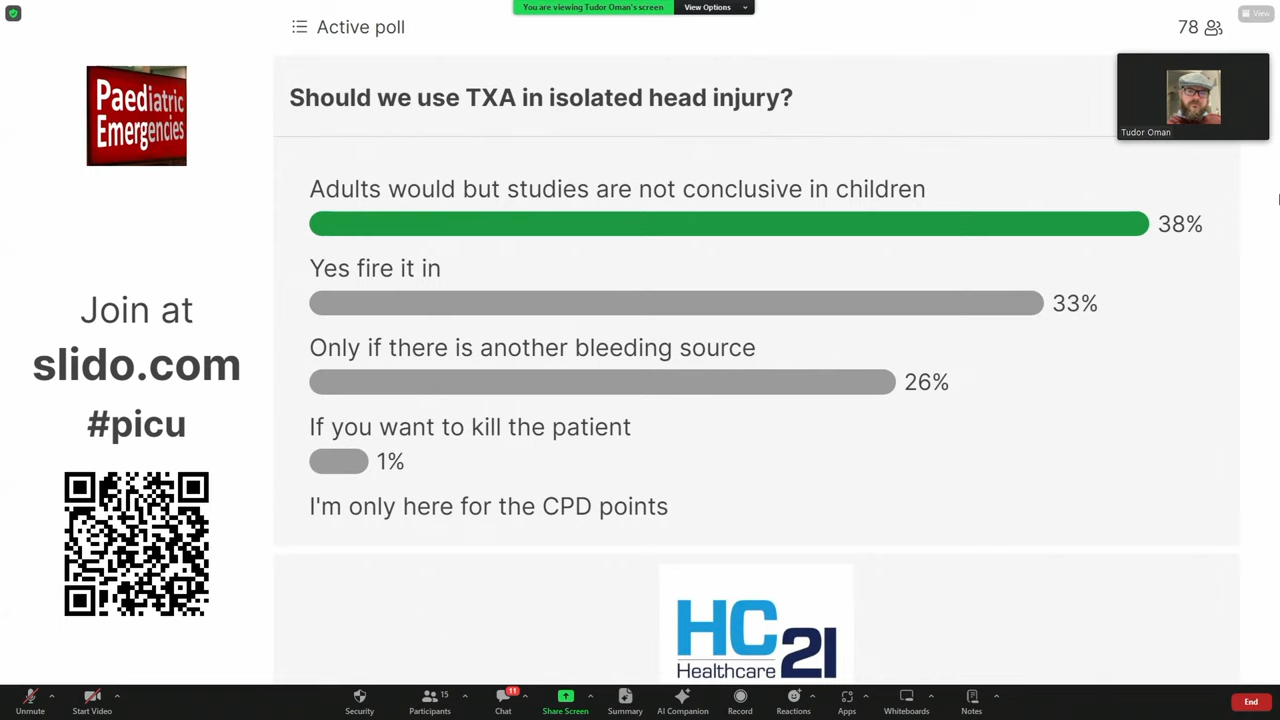 You are viewing Tudor Oman's screen
View Options
View
Active poll
78
Paediatric
Emergencies
Should we use TXA in isolated head injury?
Tudor Oman
Adults would but studies are not conclusive in children
38%
Yes fire it in
33%
Only if there is another bleeding source
26%
If you want to kill the patient
1%
I'm only here for the CPD points
Join at
slido.com
#picu
HC
Healthcare 21
Unmute
Start Video
Security
Participants
15
Chat
11
Share Screen
Summary
AI Companion
Record
Reactions
Apps
Whiteboards
Notes
End